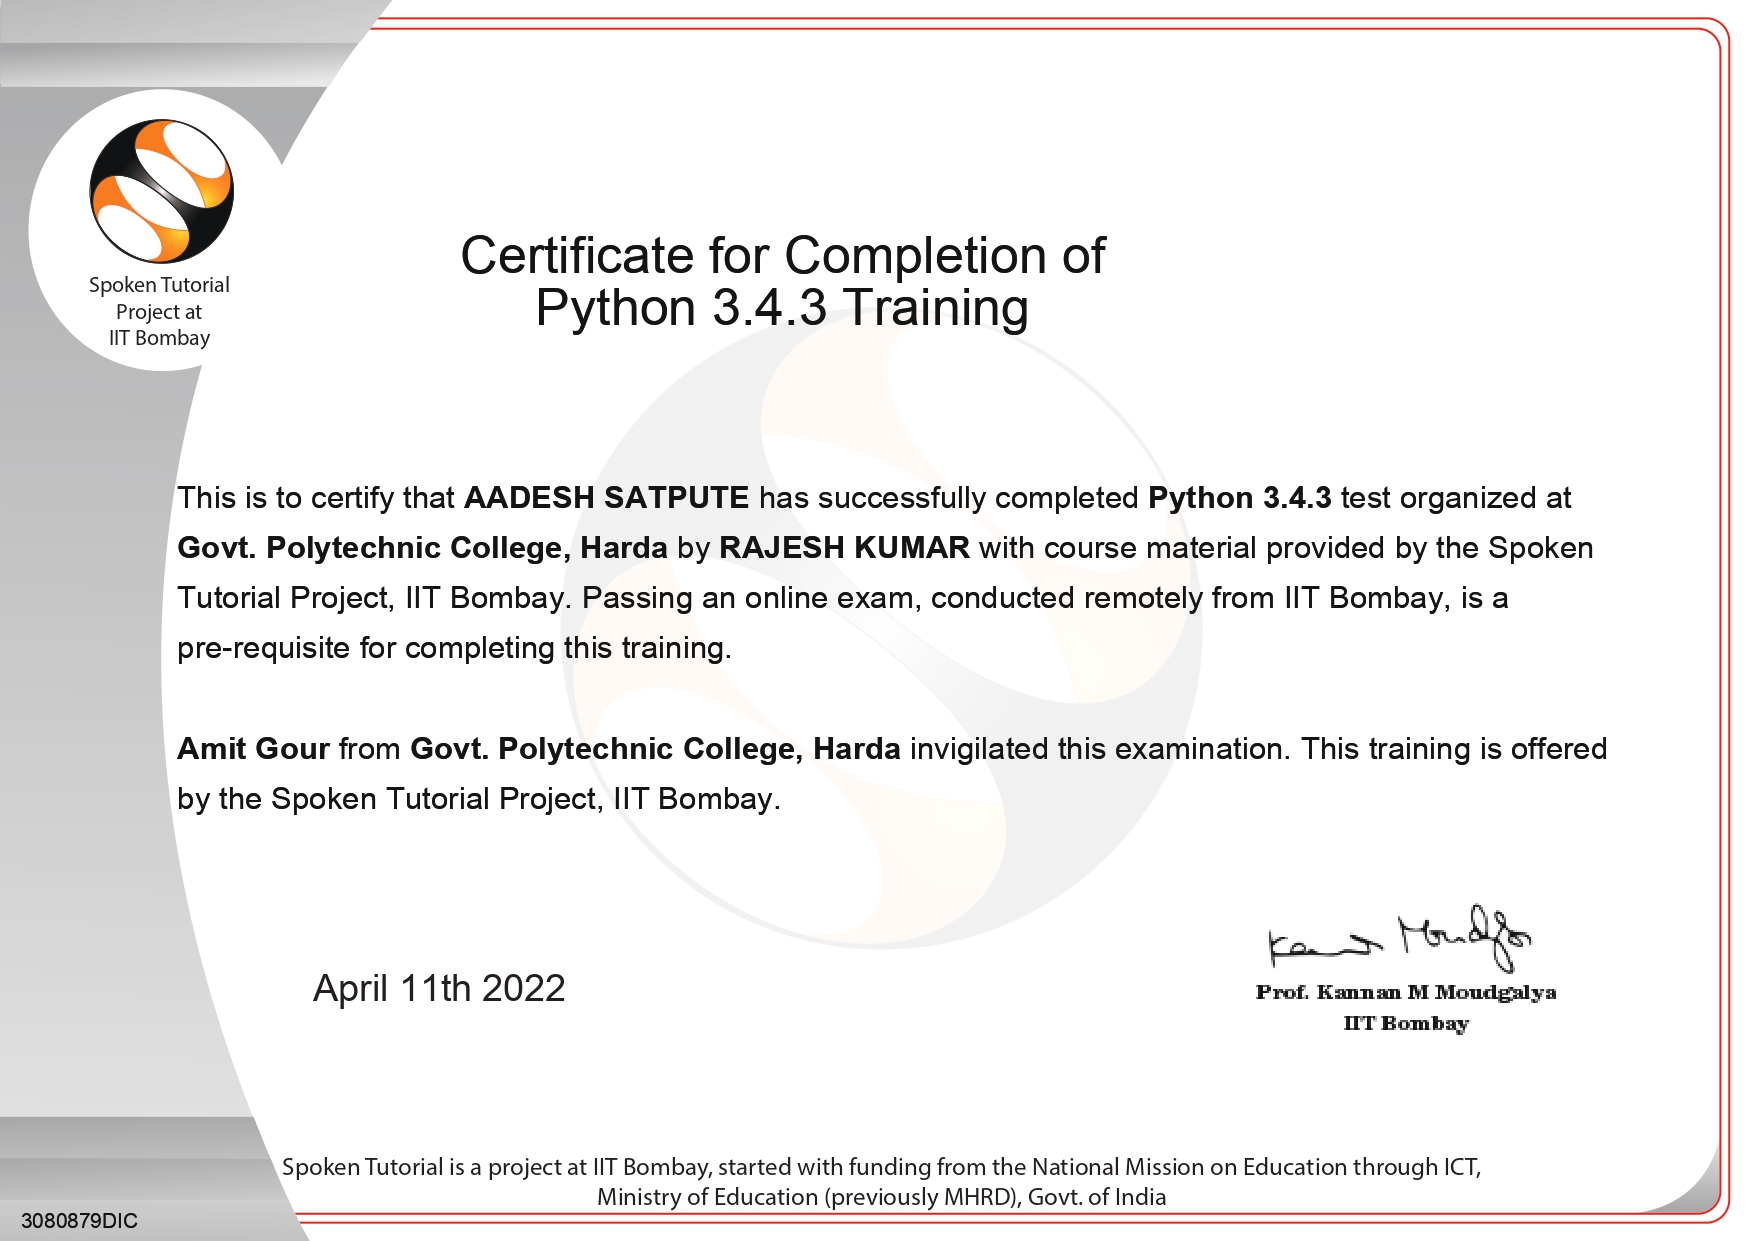 Spoken Tutorial
Project at
IIT Bombay
Certificate for Completion of
Python 3.4.3 Training
This is to certify that AADESH SATPUTE has successfully completed Python 3.4.3 test organized at
Govt. Polytechnic College, Harda by RAJESH KUMAR with course material provided by the Spoken
Tutorial Project, IIT Bombay. Passing an online exam, conducted remotely from IIT Bombay, is a
pre-requisite for completing this training.
Amit Gour from Govt. Polytechnic College, Harda invigilated this examination. This training is offered
by the Spoken Tutorial Project, IIT Bombay.
April 11th 2022
Kannan Moudgalya
Prof. Kannan M Moudgalya
IIT Bombay
Spoken Tutorial is a project at IIT Bombay, started with funding from the National Mission on Education through ICT,
Ministry of Education (previously MHRD), Govt. of India
3080879DIC